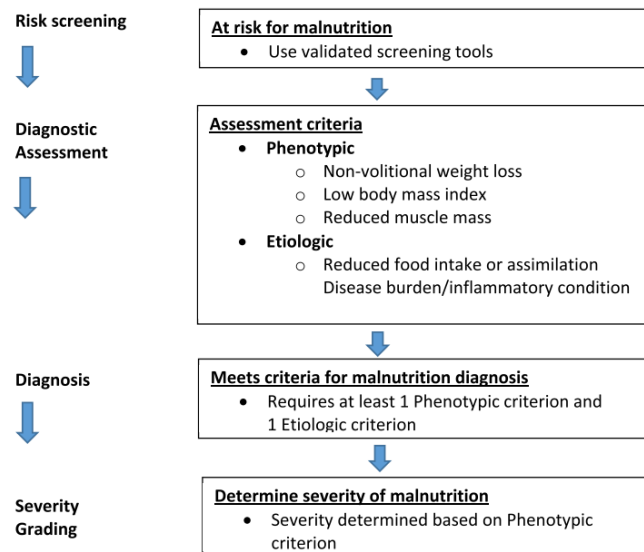 Risk screening
At risk for malnutrition
• Use validated screening tools
Diagnostic
Assessment
Assessment criteria
• Phenotypic
o Non-volitional weight loss
o Low body mass index
o Reduced muscle mass
• Etiologic
o Reduced food intake or assimilation
Disease burden/inflammatory condition
Diagnosis
Meets criteria for malnutrition diagnosis
• Requires at least 1 Phenotypic criterion and
1 Etiologic criterion
Severity
Grading
Determine severity of malnutrition
• Severity determined based on Phenotypic
criterion